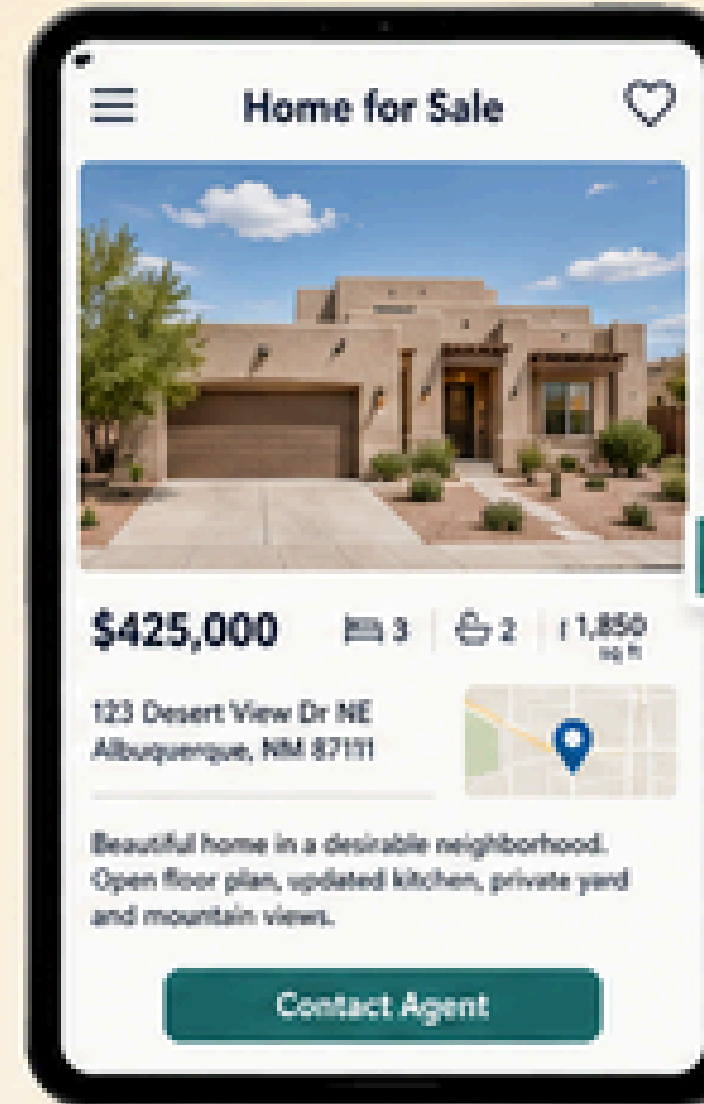 Home for Sale
$425,000
3
2
1,850
sq ft
123 Desert View Dr NE
Albuquerque, NM 87111
Beautiful home in a desirable neighborhood.
Open floor plan, updated kitchen, private yard
and mountain views.
Contact Agent